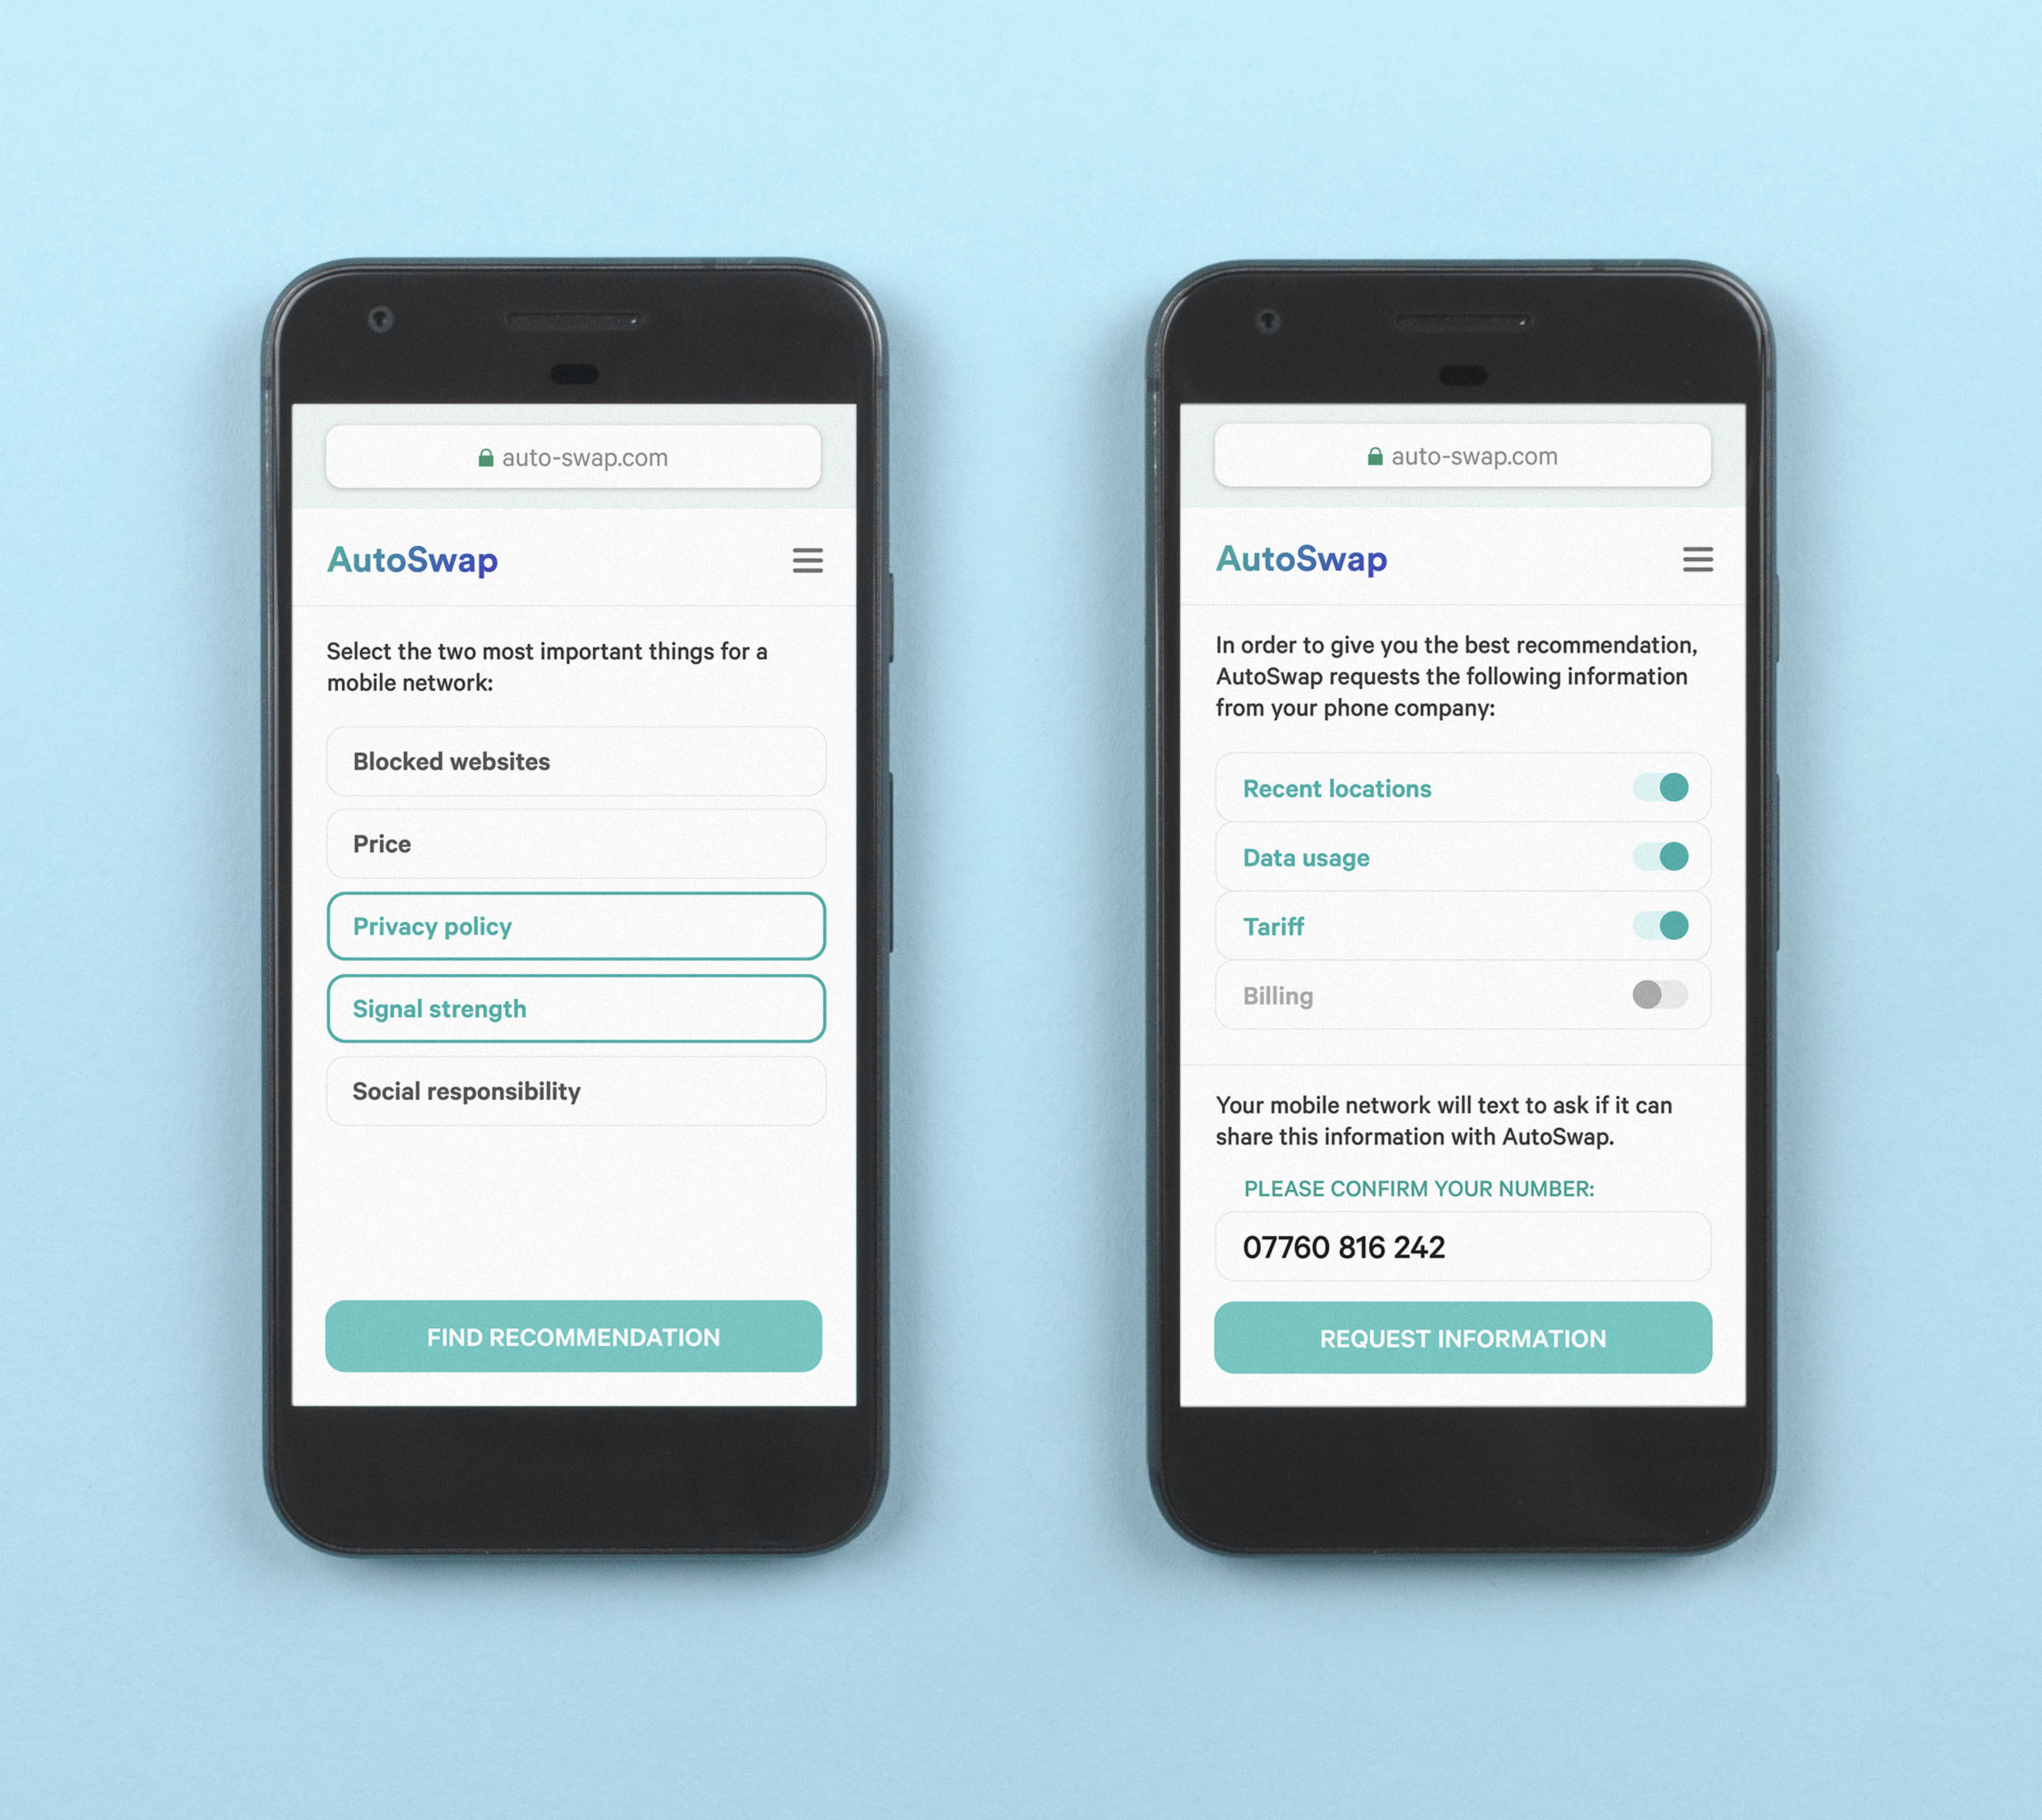 auto-swap.com
AutoSwap
Select the two most important things for a
mobile network:
Blocked websites
Price
Privacy policy
Signal strength
Social responsibility
FIND RECOMMENDATION
auto-swap.com
AutoSwap
In order to give you the best recommendation,
AutoSwap requests the following information
from your phone company:
Recent locations
Data usage
Tariff
Billing
Your mobile network will text to ask if it can
share this information with AutoSwap.
PLEASE CONFIRM YOUR NUMBER:
07760 816 242
REQUEST INFORMATION